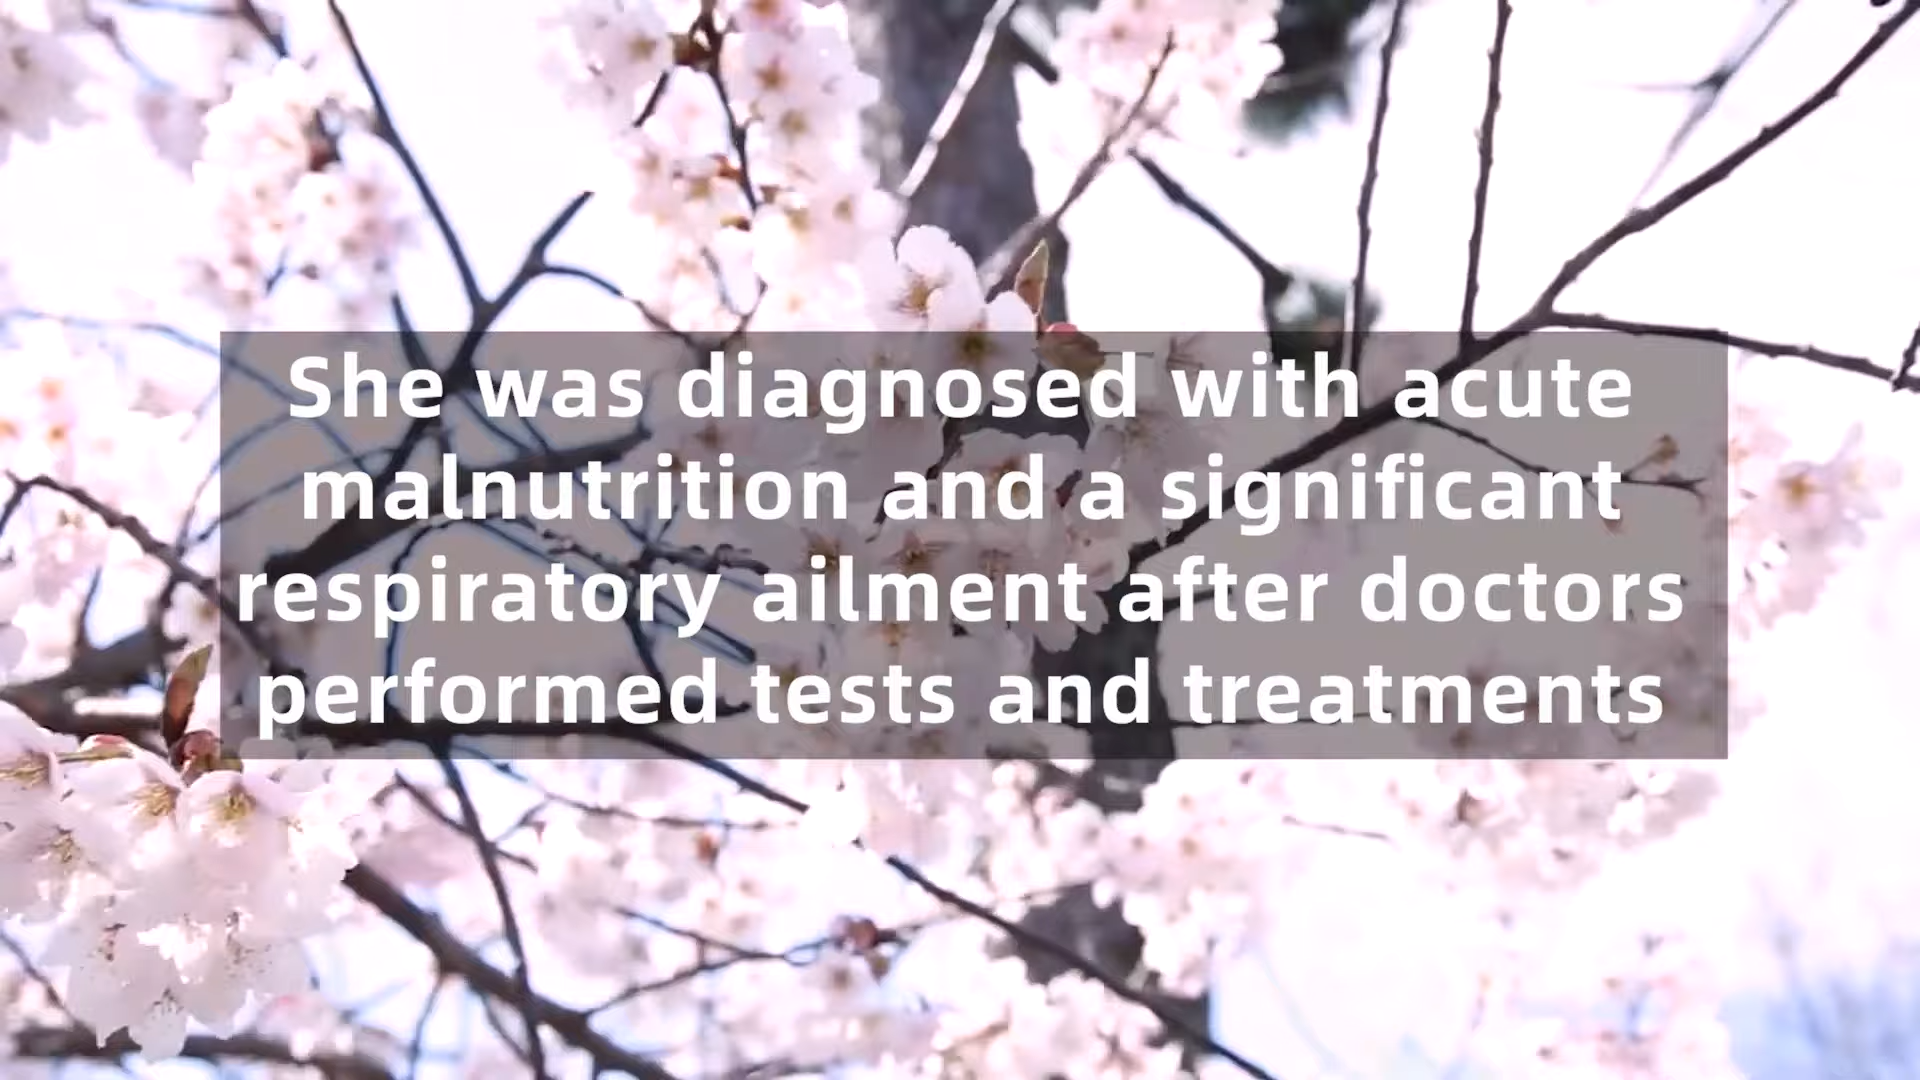 She was diagnosed with acute
malnutrition and a significant
respiratory ailment after doctors
performed tests and treatments